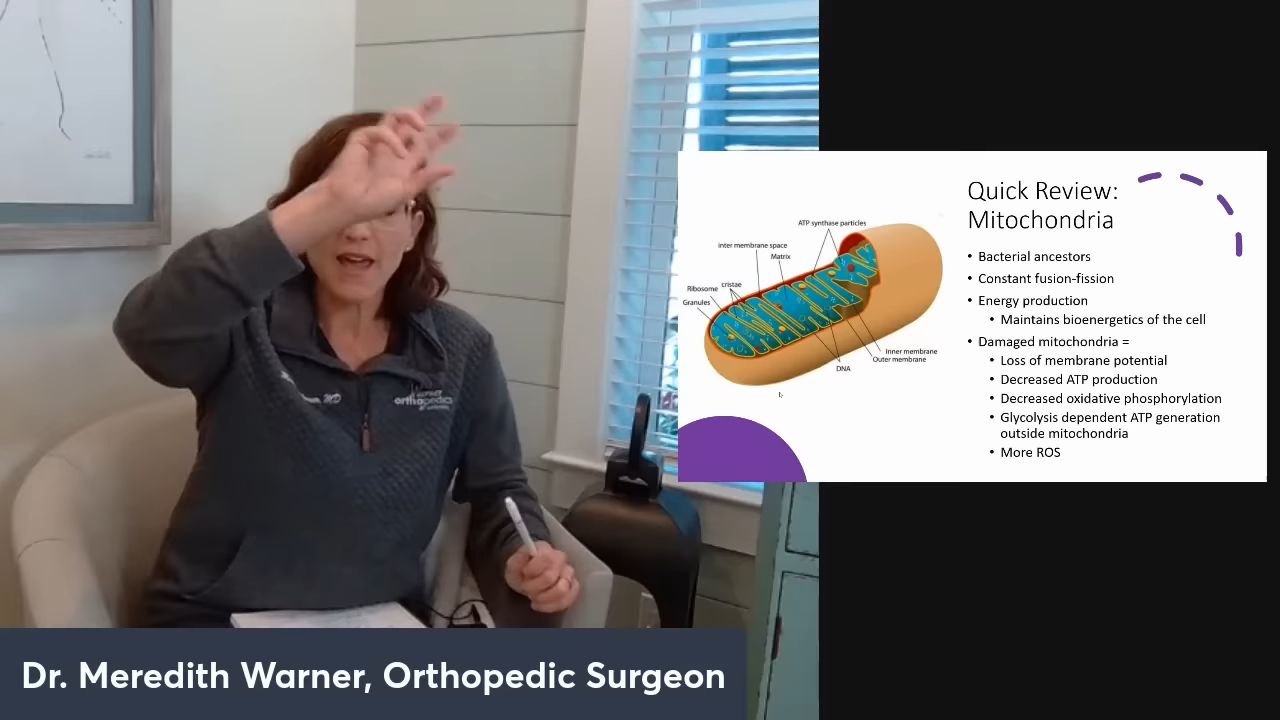 MD
orthopedics
Quick Review:
Mitochondria
• Bacterial ancestors
• Constant fusion-fission
• Energy production
• Maintains bioenergetics of the cell
• Damaged mitochondria =
• Loss of membrane potential
• Decreased ATP production
• Decreased oxidative phosphorylation
• Glycolysis dependent ATP generation
outside mitochondria
• More ROS
ATP synthase particles
inter membrane space
Matrix
Ribosome
cristae
Granules
Inner membrane
Outer membrane
DNA
Dr. Meredith Warner, Orthopedic Surgeon